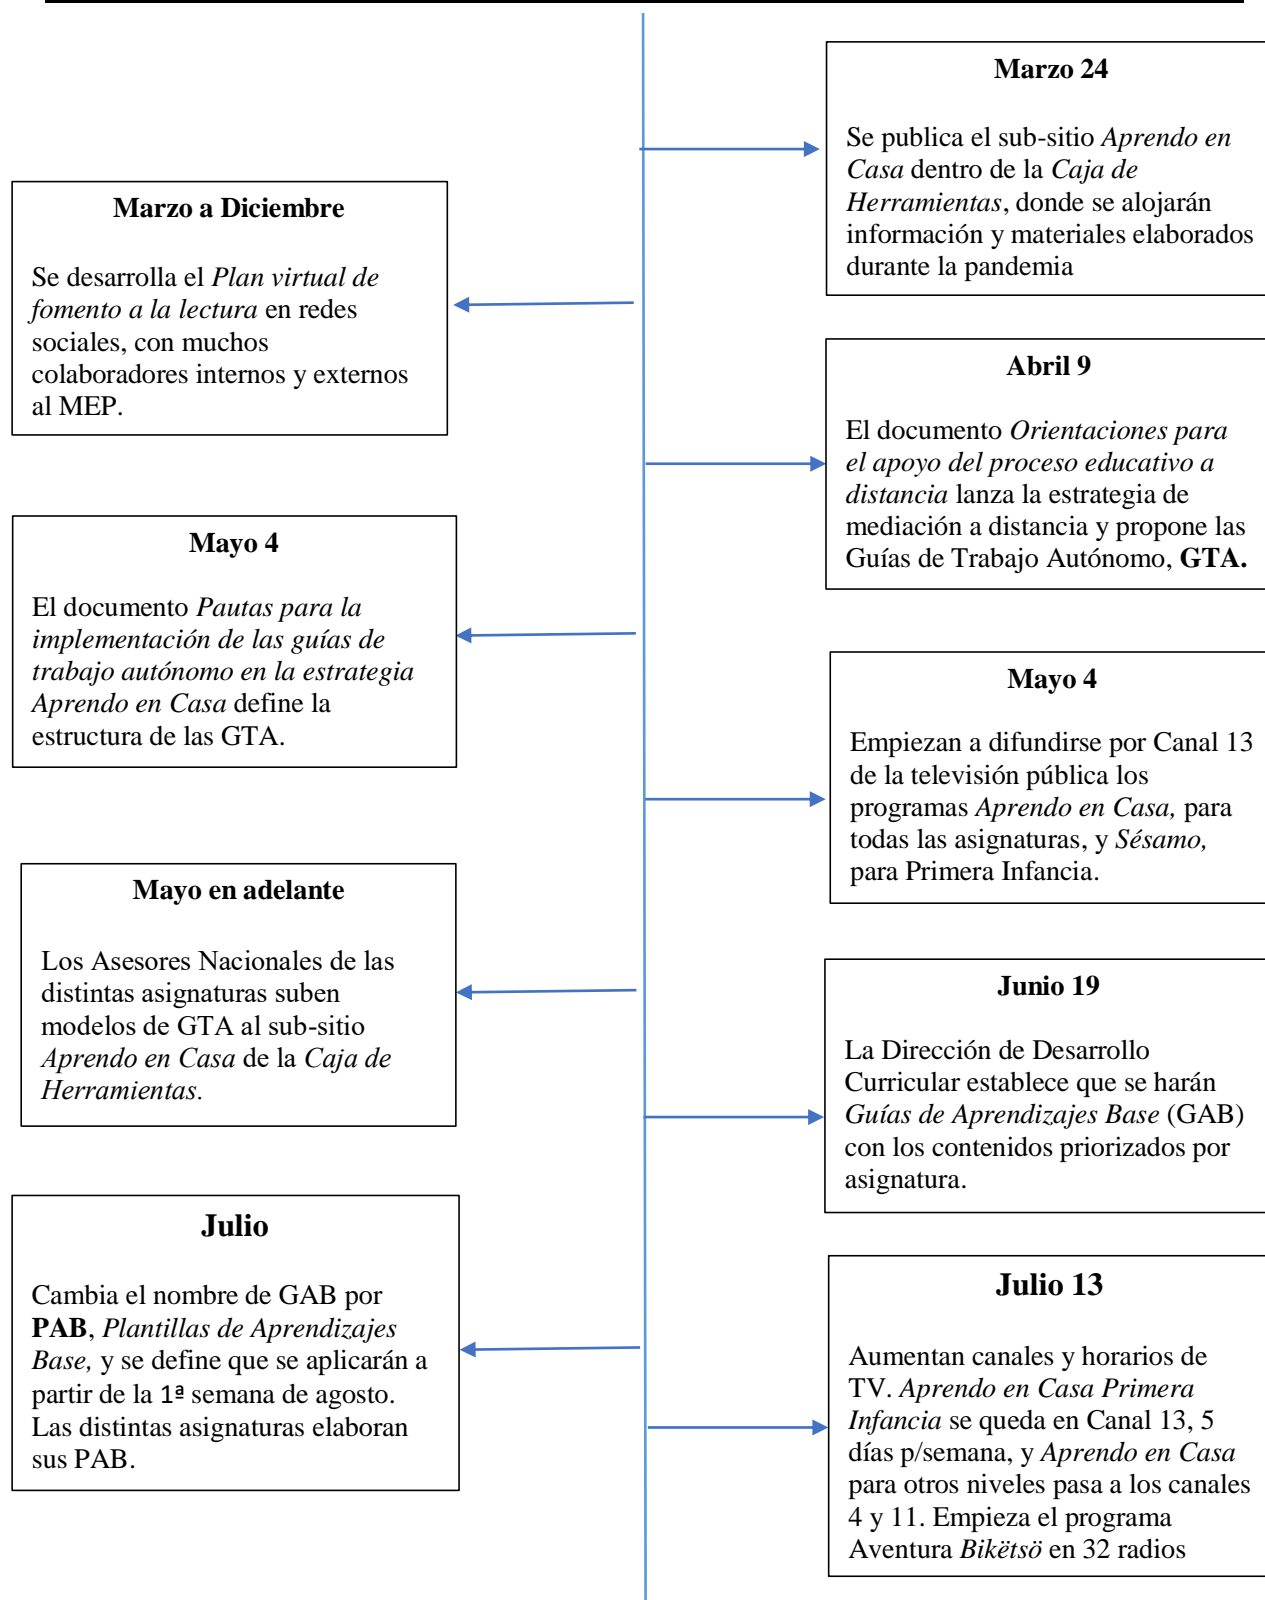 Marzo 24
Se publica el sub-sitio Aprendo en
Casa dentro de la Caja de
Herramientas, donde se alojarán
información y materiales elaborados
durante la pandemia
Marzo a Diciembre
Se desarrolla el Plan virtual de
fomento a la lectura en redes
sociales, con muchos
colaboradores internos y externos
al MEP.
Abril 9
El documento Orientaciones para
el apoyo del proceso educativo a
distancia lanza la estrategia de
mediación a distancia y propone las
Guías de Trabajo Autónomo, GTA.
Mayo 4
El documento Pautas para la
implementación de las guías de
trabajo autónomo en la estrategia
Aprendo en Casa define la
estructura de las GTA.
Mayo 4
Empiezan a difundirse por Canal 13
de la televisión pública los
programas Aprendo en Casa, para
todas las asignaturas, y Sésamo,
para Primera Infancia.
Mayo en adelante
Los Asesores Nacionales de las
distintas asignaturas suben
modelos de GTA al sub-sitio
Aprendo en Casa de la Caja de
Herramientas.
Junio 19
La Dirección de Desarrollo
Curricular establece que se harán
Guías de Aprendizajes Base (GAB)
con los contenidos priorizados por
asignatura.
Julio
Cambia el nombre de GAB por
PAB, Plantillas de Aprendizajes
Base, y se define que se aplicarán a
partir de la 1ª semana de agosto.
Las distintas asignaturas elaboran
sus PAB.
Julio 13
Aumentan canales y horarios de
TV. Aprendo en Casa Primera
Infancia se queda en Canal 13, 5
días p/semana, y Aprendo en Casa
para otros niveles pasa a los canales
4 y 11. Empieza el programa
Aventura Bikëtsö en 32 radios